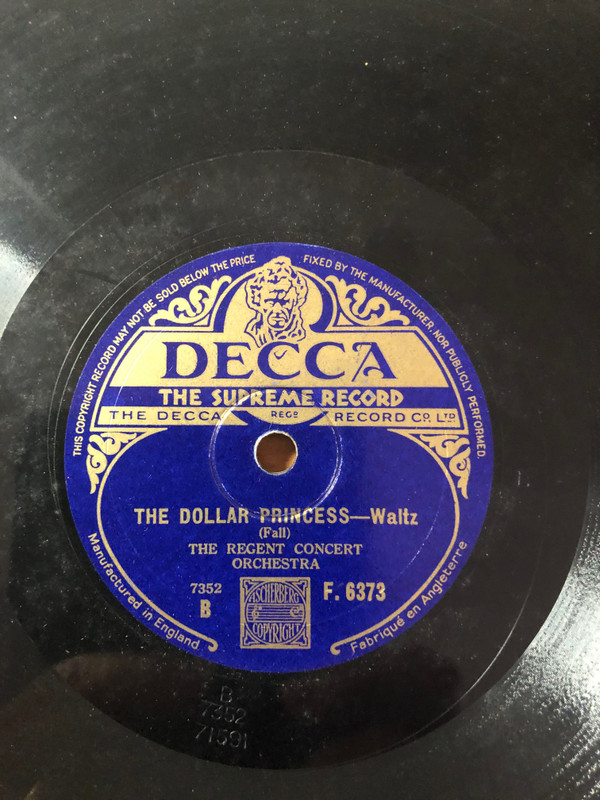 THIS COPYRIGHT RECORD MAY NOT BE SOLD BELOW THE PRICE FIXED BY THE MANUFACTURER, NOR PUBLICLY PERFORMED.
DECCA
THE SUPREME RECORD
THE DECCA REGD RECORD CO. LTD
THE DOLLAR PRINCESS—Waltz
(Fall)
THE REGENT CONCERT
ORCHESTRA
7352
B
ASCHERBERG
COPYRIGHT
F. 6373
Manufactured in England
Fabriqué en Angleterre
B
7352
71591